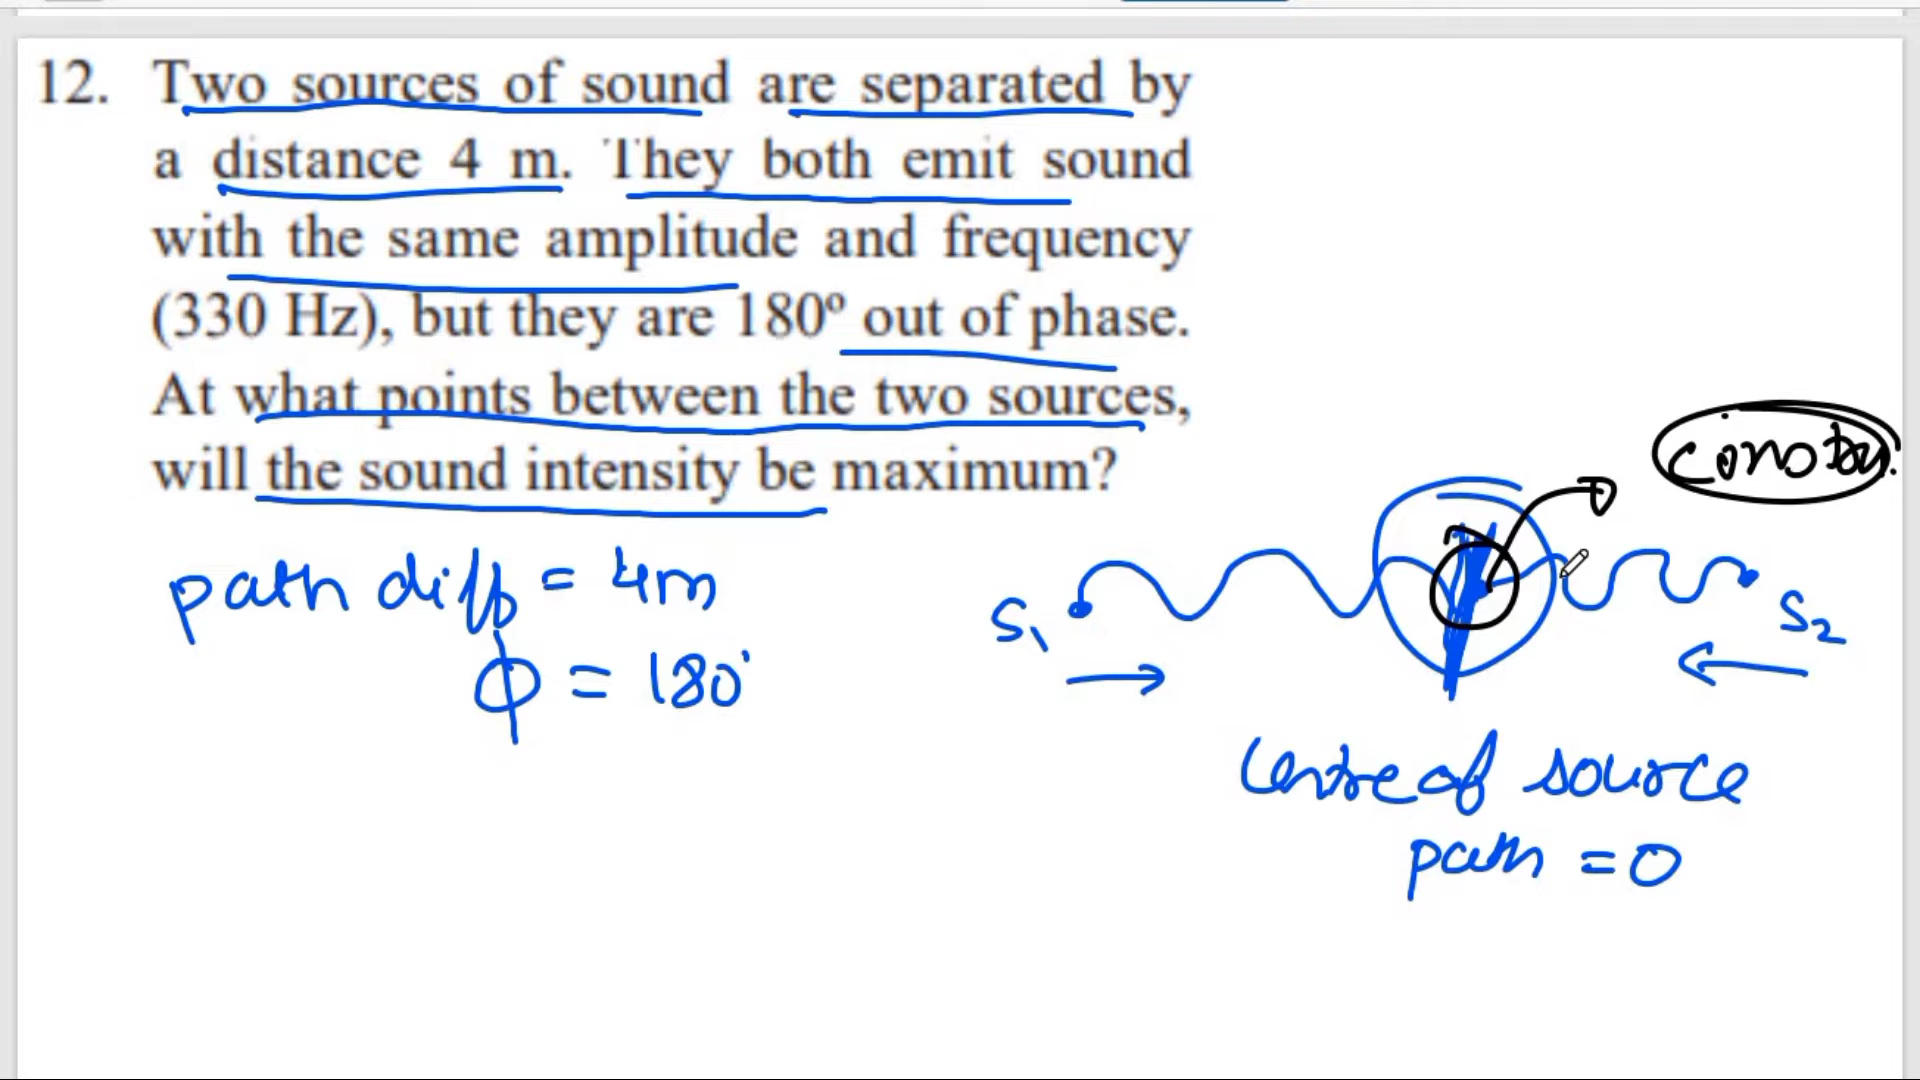 12. Two sources of sound are separated by
a distance 4 m. They both emit sound
with the same amplitude and frequency
(330 Hz), but they are 180º out of phase.
At what points between the two sources,
will the sound intensity be maximum?
path diff = 4m
ϕ = 180°
S₁
S₂
Centre of source
path = 0